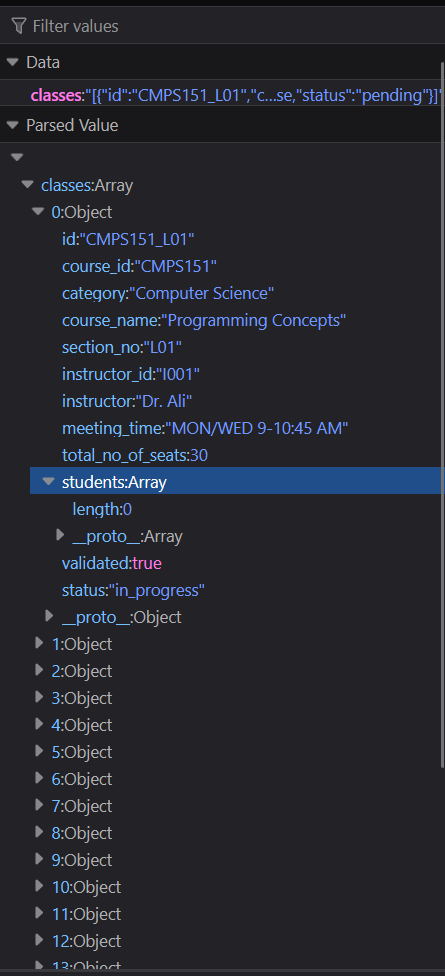 Filter values
Data
classes:"[{"id":"CMPS151_L01","c...se,"status":"pending"}]"
Parsed Value
classes:Array
0:Object
id:"CMPS151_L01"
course_id:"CMPS151"
category:"Computer Science"
course_name:"Programming Concepts"
section_no:"L01"
instructor_id:"I001"
instructor:"Dr. Ali"
meeting_time:"MON/WED 9-10:45 AM"
total_no_of_seats:30
students:Array
length:0
__proto__:Array
validated:true
status:"in_progress"
__proto__:Object
1:Object
2:Object
3:Object
4:Object
5:Object
6:Object
7:Object
8:Object
9:Object
10:Object
11:Object
12:Object
13:Object